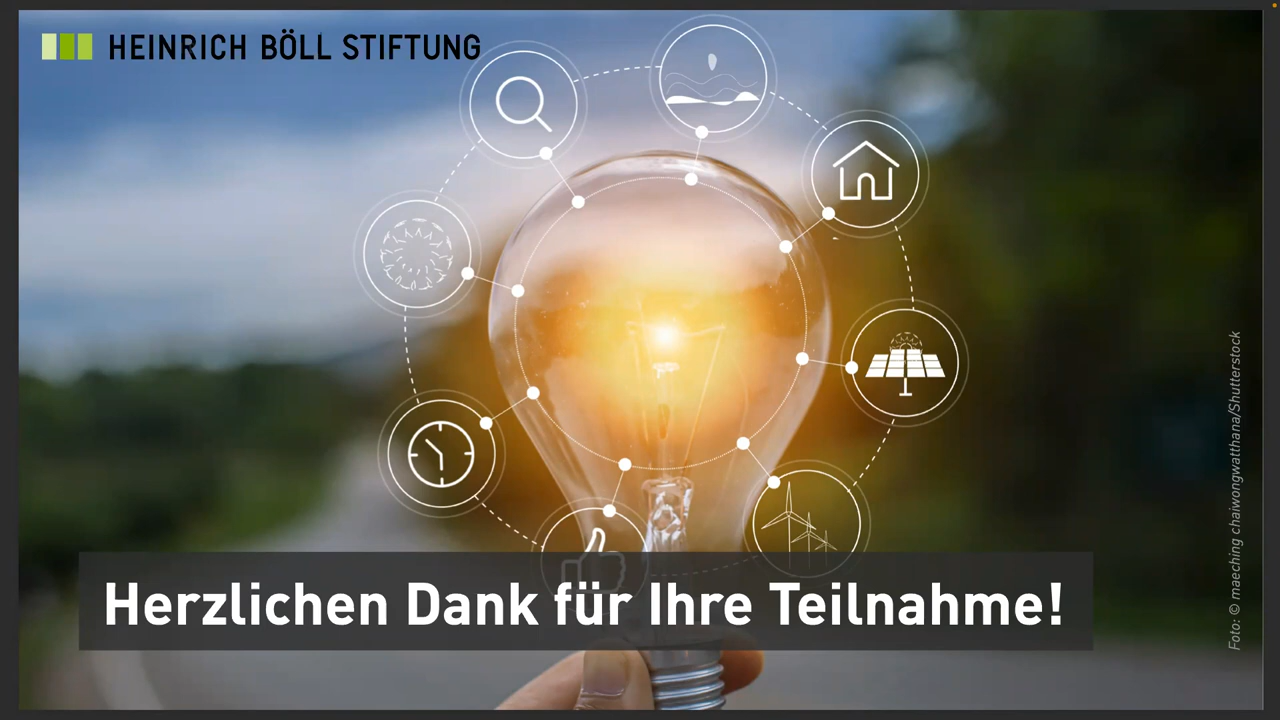 HEINRICH BÖLL STIFTUNG
Herzlichen Dank für Ihre Teilnahme!
Foto: © maeching chaiwongwatthana/Shutterstock